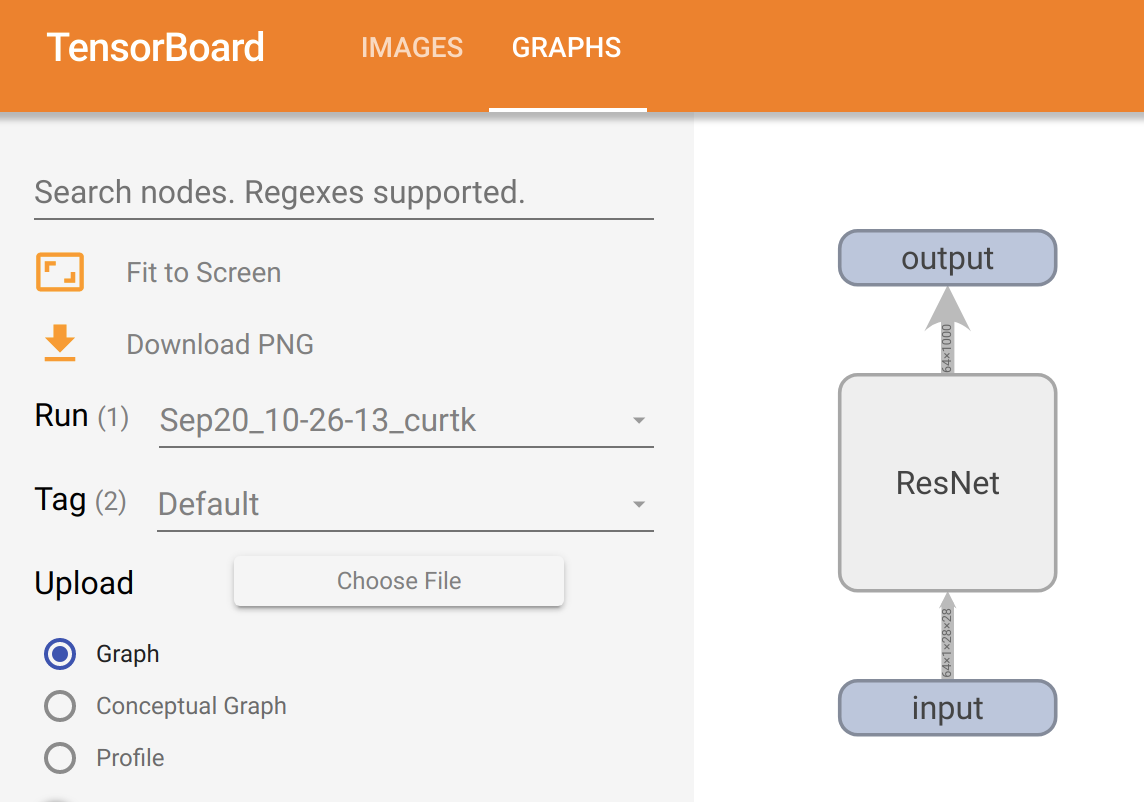 TensorBoard IMAGES GRAPHS
Search nodes. Regexes supported.
Fit to Screen
Download PNG
Run (1) Sep20_10-26-13_curtk
Tag (2) Default
Upload Choose File
Graph
Conceptual Graph
Profile
output
64×1000
ResNet
64×1×28×28
input